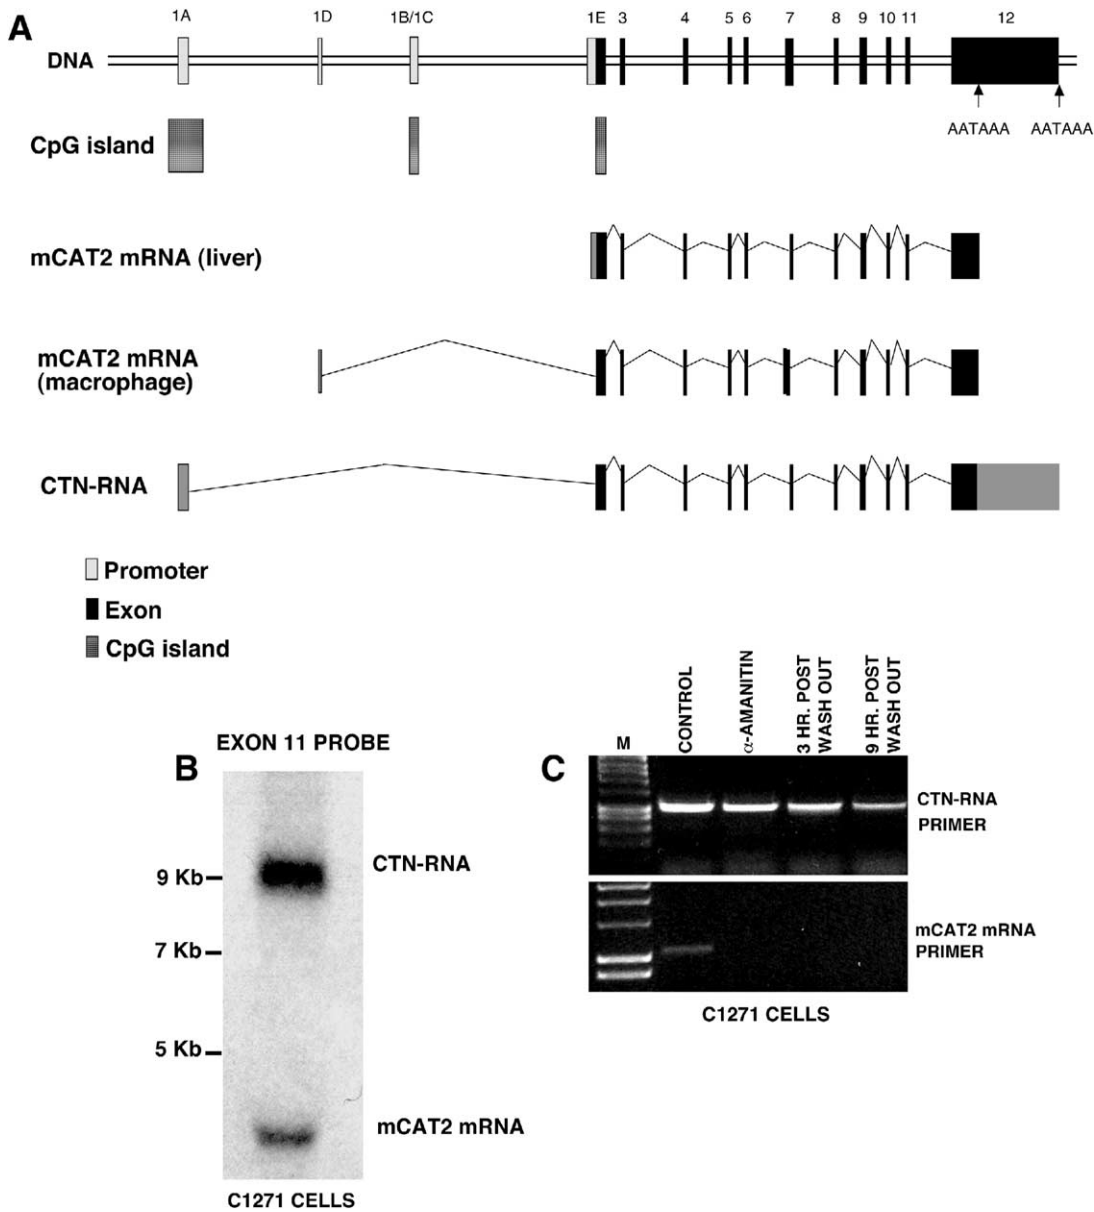 A
1A 1D 1B/1C 1E 3 4 5 6 7 8 9 10 11 12
DNA
AATAAA AATAAA
CpG island
mCAT2 mRNA (liver)
mCAT2 mRNA
(macrophage)
CTN-RNA
Promoter
Exon
CpG island
B
EXON 11 PROBE
9 Kb
7 Kb
5 Kb
CTN-RNA
mCAT2 mRNA
C1271 CELLS
C
M
CONTROL
α-AMANITIN
3 HR. POST
WASH OUT
9 HR. POST
WASH OUT
CTN-RNA
PRIMER
mCAT2 mRNA
PRIMER
C1271 CELLS